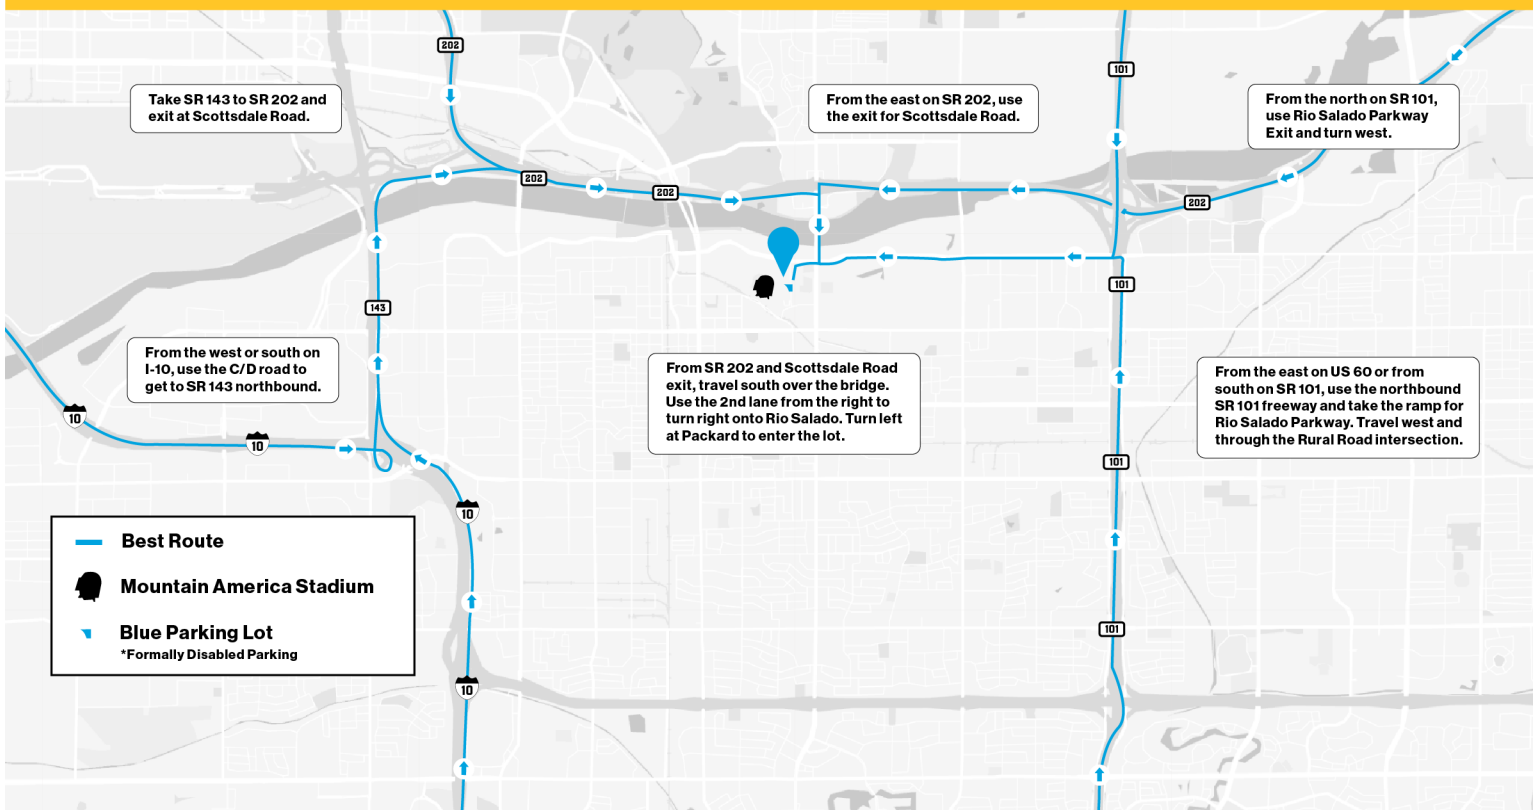 202
101
Take SR 143 to SR 202 and
exit at Scottsdale Road.
From the east on SR 202, use
the exit for Scottsdale Road.
From the north on SR 101,
use Rio Salado Parkway
Exit and turn west.
202
202
202
101
143
From the west or south on
I-10, use the C/D road to
get to SR 143 northbound.
From SR 202 and Scottsdale Road
exit, travel south over the bridge.
Use the 2nd lane from the right to
turn right onto Rio Salado. Turn left
at Packard to enter the lot.
From the east on US 60 or from
south on SR 101, use the northbound
SR 101 freeway and take the ramp for
Rio Salado Parkway. Travel west and
through the Rural Road intersection.
10
10
101
10
Best Route
Mountain America Stadium
Blue Parking Lot
*Formally Disabled Parking
101
10